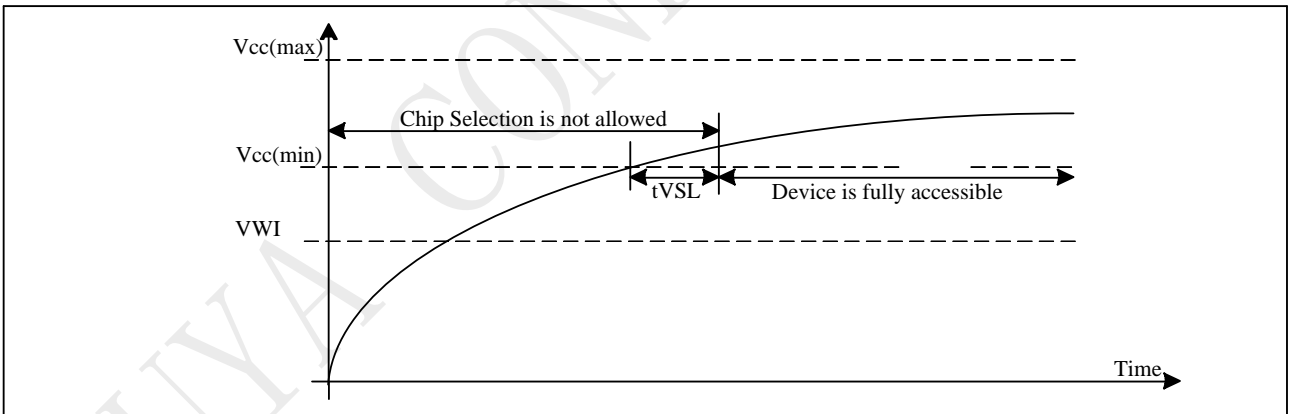 Vcc(max)
Chip Selection is not allowed
Vcc(min)
tVSL
Device is fully accessible
VWI
Time